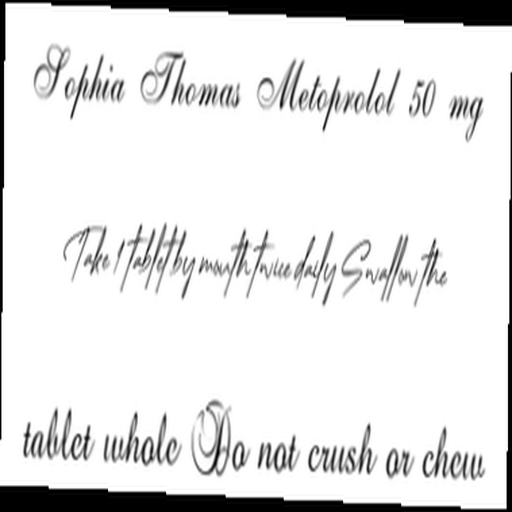 Sophia Thomas Metoprolol 50 mg
Take 1 tablet by mouth twice daily Swallow the
tablet whole Do not crush or chew